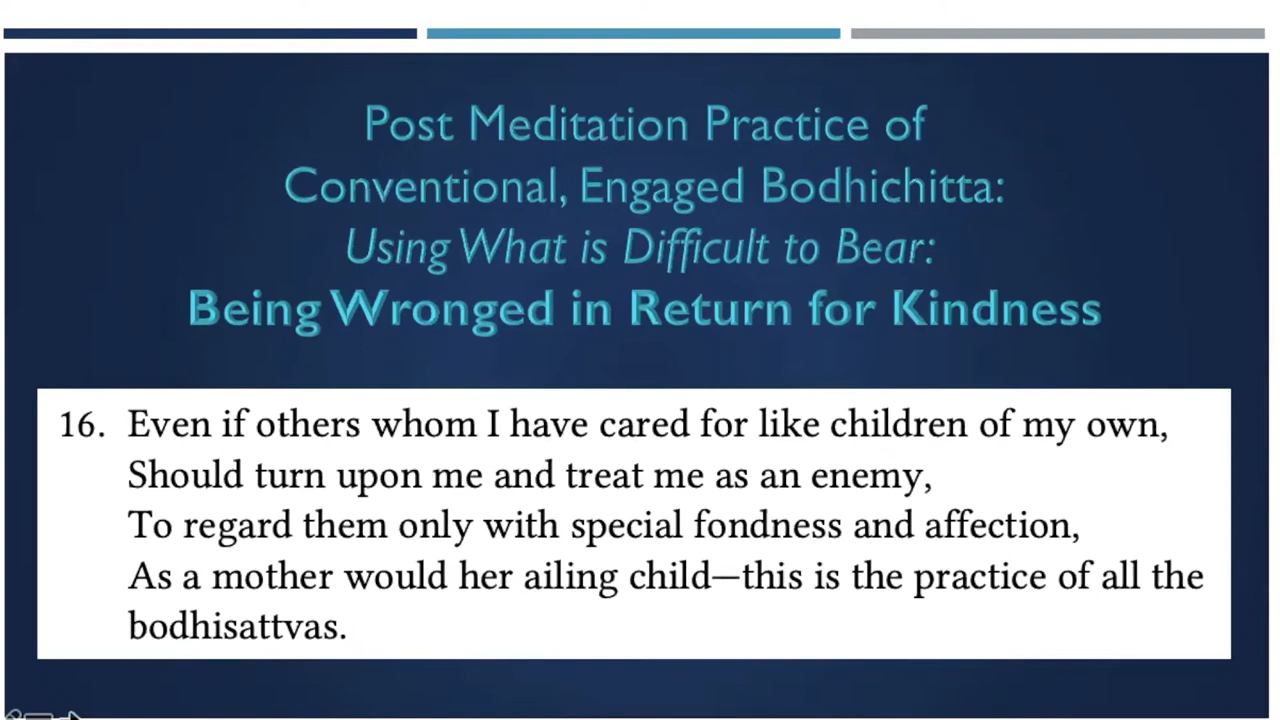 Post Meditation Practice of
Conventional, Engaged Bodhichitta:
Using What is Difficult to Bear:
Being Wronged in Return for Kindness
16. Even if others whom I have cared for like children of my own,
Should turn upon me and treat me as an enemy,
To regard them only with special fondness and affection,
As a mother would her ailing child—this is the practice of all the
bodhisattvas.